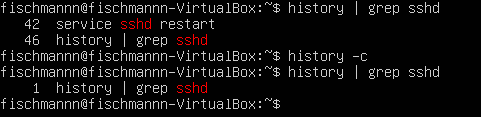 fischmannn@fischmannn-VirtualBox:~$ history | grep sshd
42 service sshd restart
46 history | grep sshd
fischmannn@fischmannn-VirtualBox:~$ history -c
fischmannn@fischmannn-VirtualBox:~$ history | grep sshd
1 history | grep sshd
fischmannn@fischmannn-VirtualBox:~$